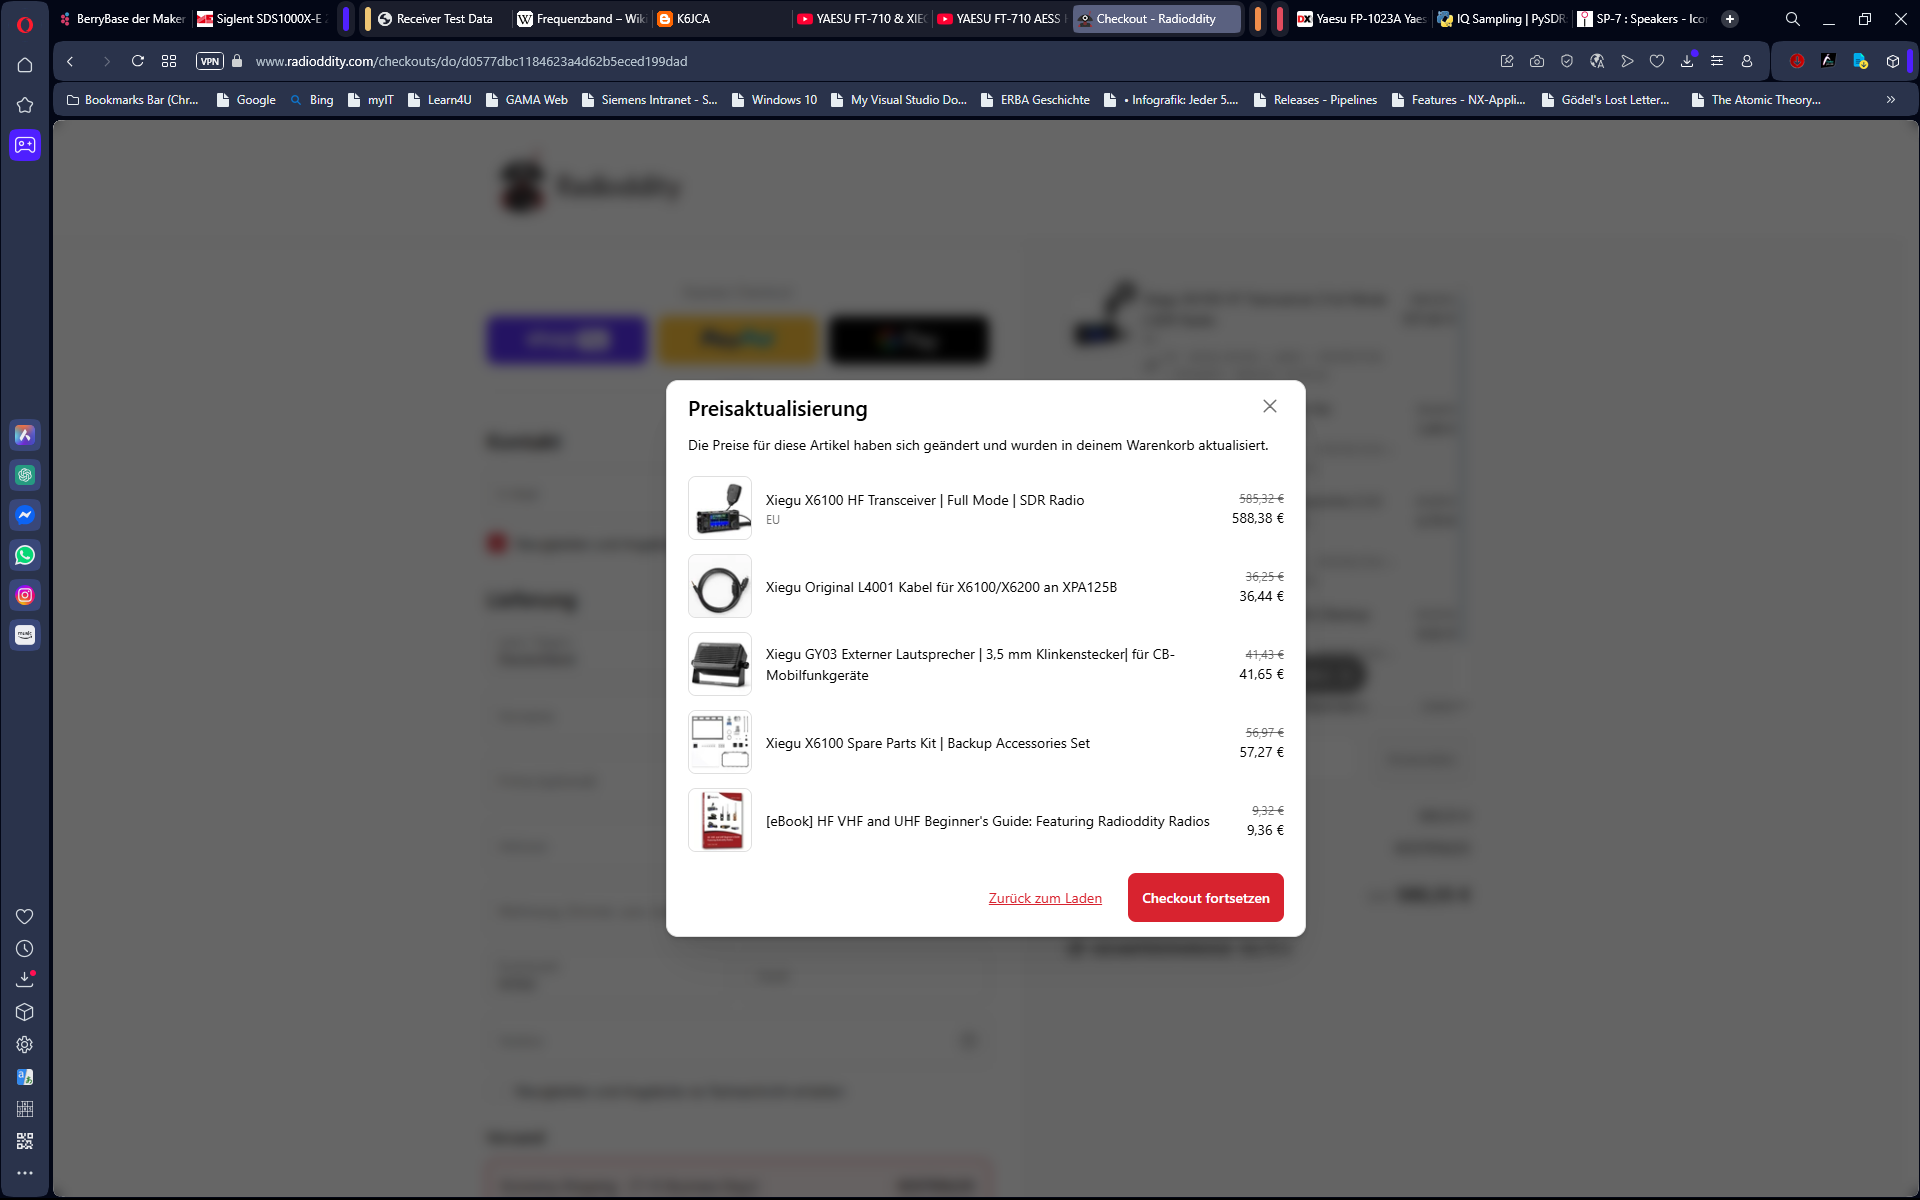 BerryBase der Maker
Siglent SDS1000X-E 2
Receiver Test Data
Frequenzband – Wiki
K6JCA
YAESU FT-710 & XIEG
YAESU FT-710 AESS
Checkout - Radioddity
Yaesu FP-1023A Yaes
IQ Sampling | PySDR
SP-7 : Speakers - Ico
VPN
www.radioddity.com/checkouts/do/d0577dbc1184623a4d62b5eced199dad
Bookmarks Bar (Chr...
Google
Bing
myIT
Learn4U
GAMA Web
Siemens Intranet - S...
Windows 10
My Visual Studio Do...
ERBA Geschichte
• Infografik: Jeder 5....
Releases - Pipelines
Features - NX-Appli...
Gödel's Lost Letter...
The Atomic Theory...
Radioddity
PayPal
Pay
Kontakt
Lieferung
Preisaktualisierung
Die Preise für diese Artikel haben sich geändert und wurden in deinem Warenkorb aktualisiert.
Xiegu X6100 HF Transceiver | Full Mode | SDR Radio
EU
585,32 €
588,38 €
Xiegu Original L4001 Kabel für X6100/X6200 an XPA125B
36,25 €
36,44 €
Xiegu GY03 Externer Lautsprecher | 3,5 mm Klinkenstecker| für CB-
Mobilfunkgeräte
41,43 €
41,65 €
Xiegu X6100 Spare Parts Kit | Backup Accessories Set
56,97 €
57,27 €
[eBook] HF VHF and UHF Beginner's Guide: Featuring Radioddity Radios
9,32 €
9,36 €
Zurück zum Laden
Checkout fortsetzen